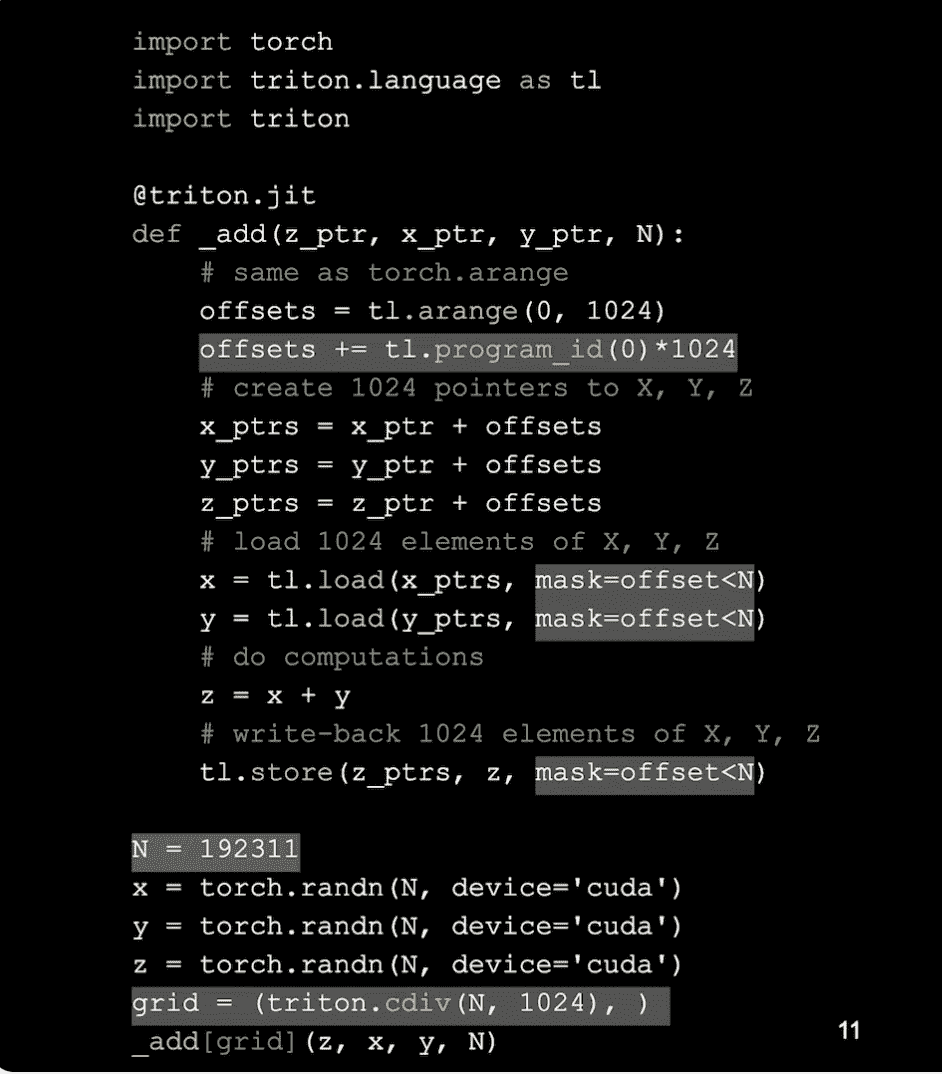 import torch
import triton.language as tl
import triton
@triton.jit
def _add(z_ptr, x_ptr, y_ptr, N):
# same as torch.arange
offsets = tl.arange(0, 1024)
offsets += tl.program_id(0)*1024
# create 1024 pointers to X, Y, Z
x_ptrs = x_ptr + offsets
y_ptrs = y_ptr + offsets
z_ptrs = z_ptr + offsets
# load 1024 elements of X, Y, Z
x = tl.load(x_ptrs, mask=offset<N)
y = tl.load(y_ptrs, mask=offset<N)
# do computations
z = x + y
# write-back 1024 elements of X, Y, Z
tl.store(z_ptrs, z, mask=offset<N)
N = 192311
x = torch.randn(N, device='cuda')
y = torch.randn(N, device='cuda')
z = torch.randn(N, device='cuda')
grid = (triton.cdiv(N, 1024), )
_add[grid](z, x, y, N)
11